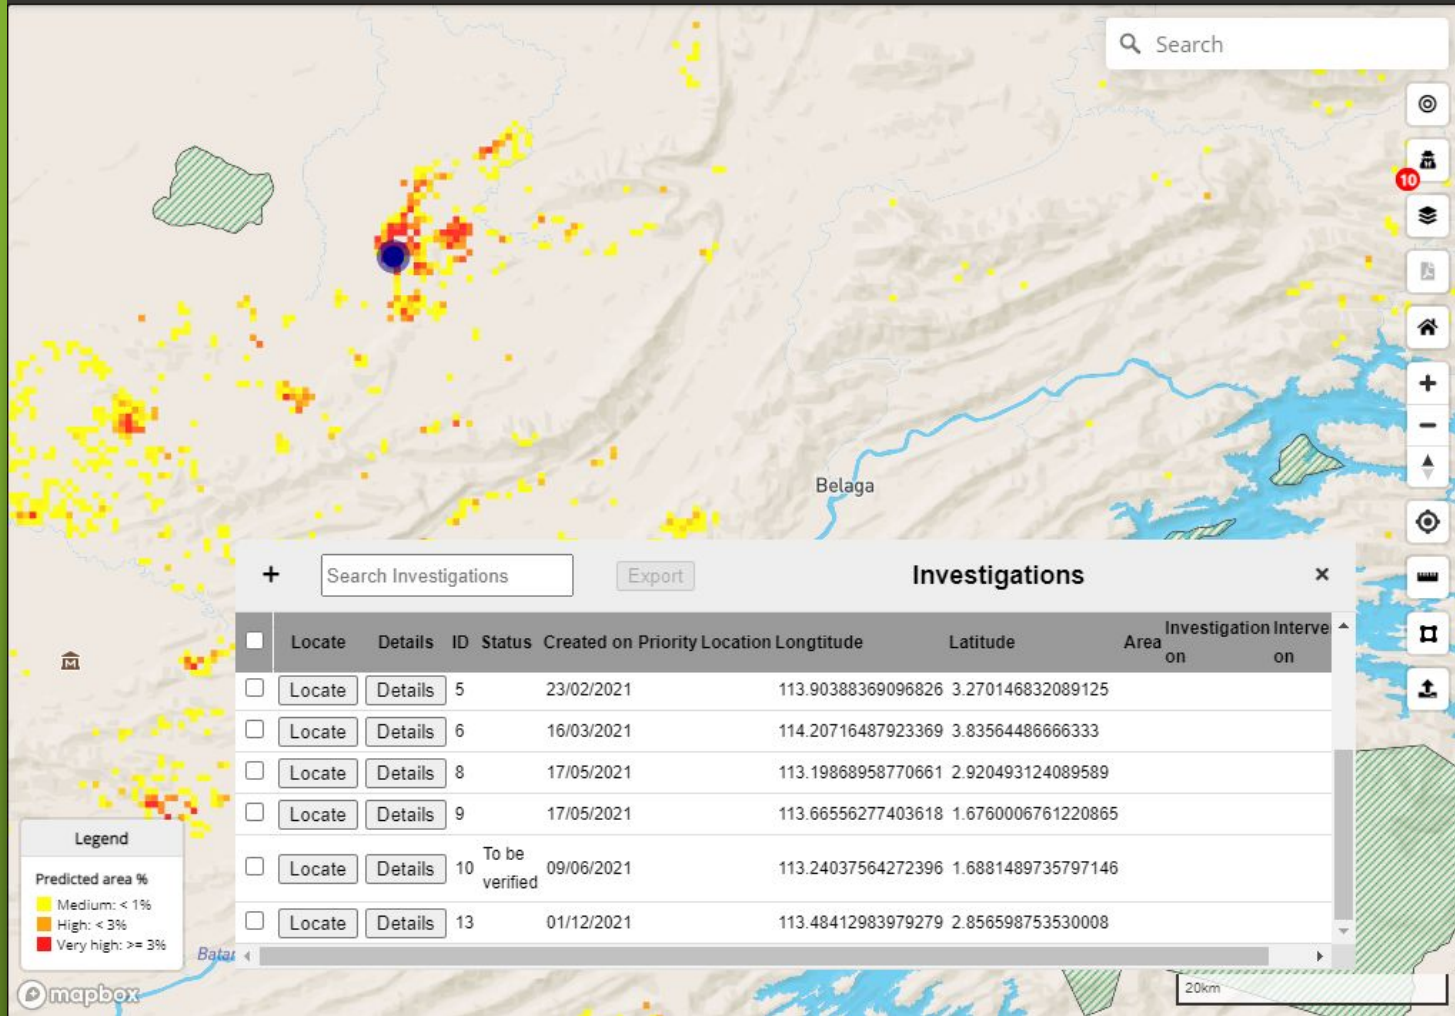 Search
10
Belaga
+
Search Investigations
Export
Investigations
×
Locate Details ID Status Created on Priority Location Longtitude Latitude Area Investigation on Interve on
Locate Details 5 23/02/2021 113.90388369096826 3.270146832089125
Locate Details 6 16/03/2021 114.20716487923369 3.83564486666333
Locate Details 8 17/05/2021 113.19868958770661 2.920493124089589
Locate Details 9 17/05/2021 113.66556277403618 1.6760006761220865
Locate Details 10 To be verified 09/06/2021 113.24037564272396 1.6881489735797146
Locate Details 13 01/12/2021 113.48412983979279 2.856598753530008
Legend
Predicted area %
Medium: < 1%
High: < 3%
Very high: >= 3%
Batar
mapbox
20km